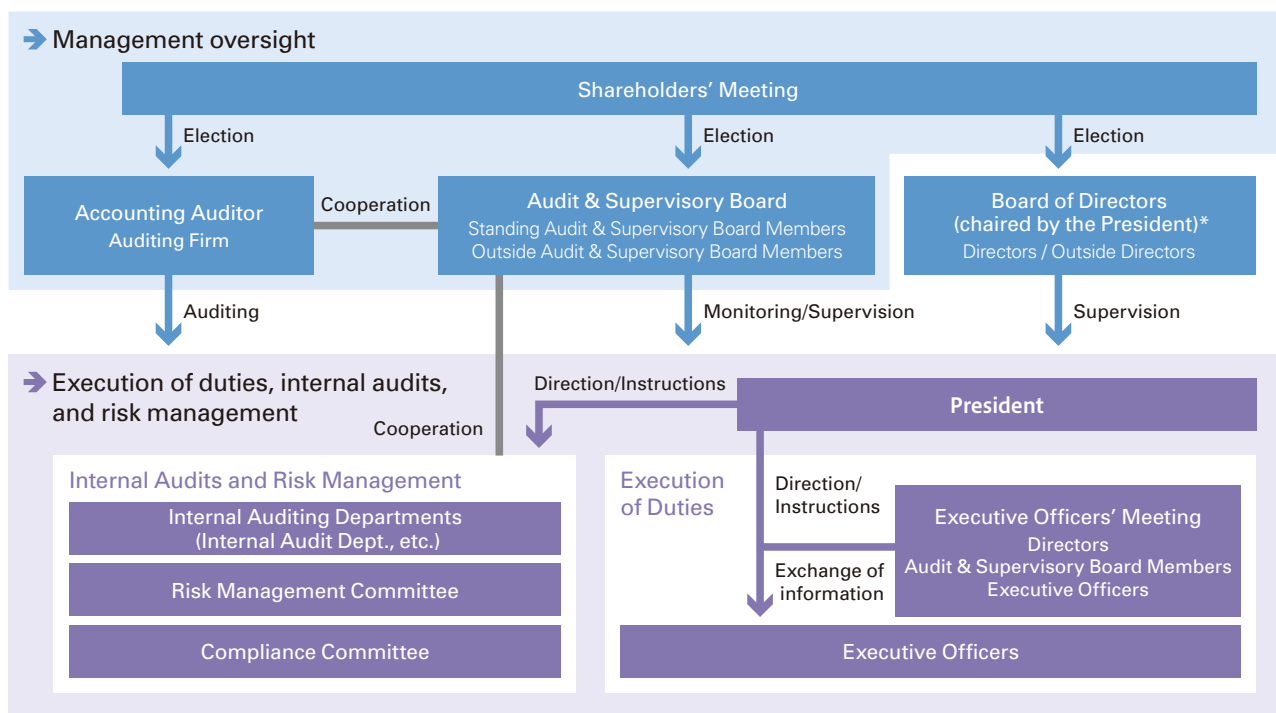 Management oversight
Shareholders’ Meeting
Election
Election
Election
Accounting Auditor
Auditing Firm
Cooperation
Audit & Supervisory Board
Standing Audit & Supervisory Board Members
Outside Audit & Supervisory Board Members
Board of Directors
(chaired by the President)*
Directors / Outside Directors
Auditing
Monitoring/Supervision
Supervision
Execution of duties, internal audits,
and risk management
Direction/Instructions
President
Cooperation
Internal Audits and Risk Management
Internal Auditing Departments
(Internal Audit Dept., etc.)
Risk Management Committee
Compliance Committee
Execution
of Duties
Direction/
Instructions
Executive Officers’ Meeting
Directors
Audit & Supervisory Board Members
Executive Officers
Exchange of
information
Executive Officers